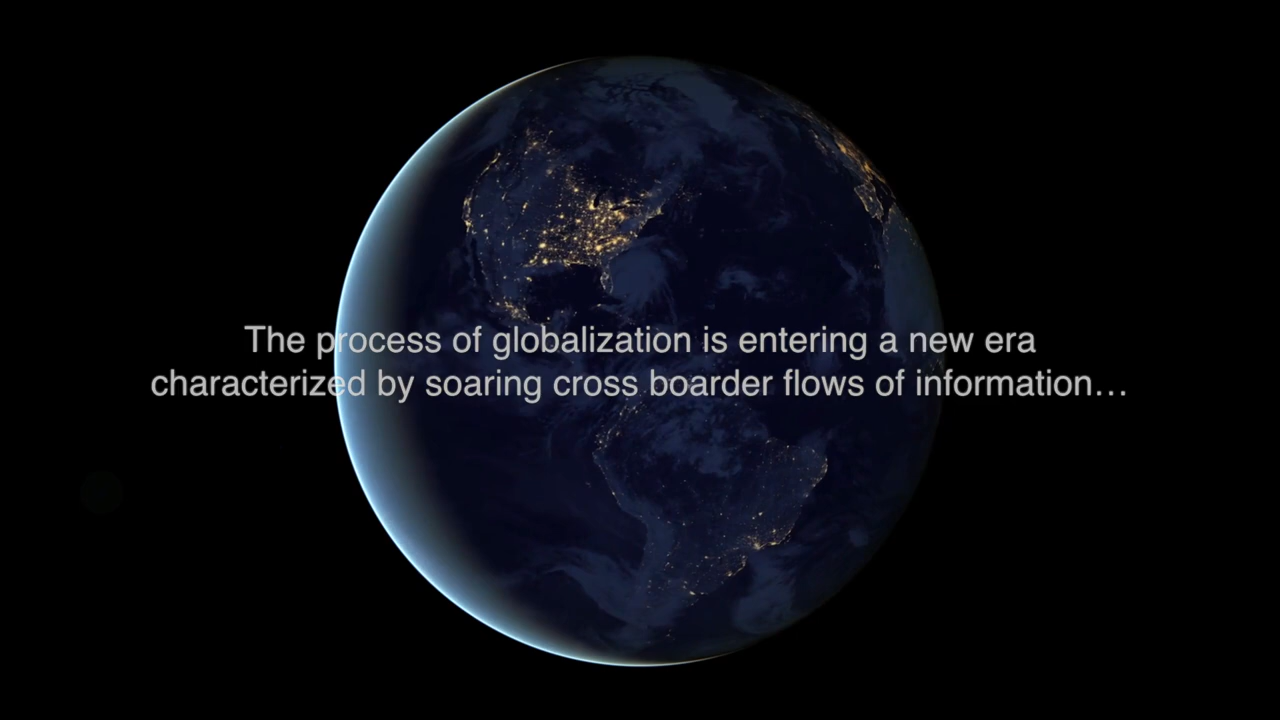 The process of globalization is entering a new era
characterized by soaring cross boarder flows of information…